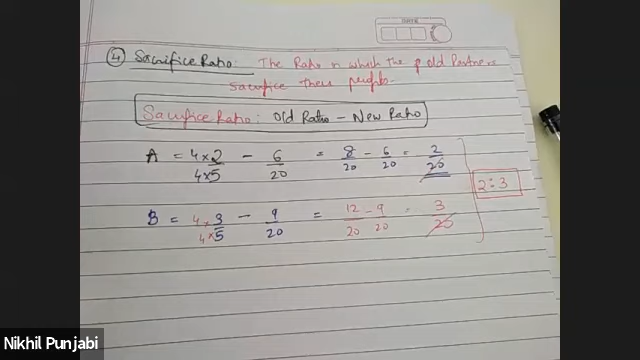 ④ Sacrifice Ratio: The Ratio in which the old Partners
sacrifice their
Sacrifice Ratio: Old Ratio – New Ratio
A = 4×2/4×5 – 6/20 = 8/20 – 6/20 = 2/20
B = 4×3/4×5 – 9/20 = 12/20 – 9/20 = 3/20
2:3
Nikhil Punjabi